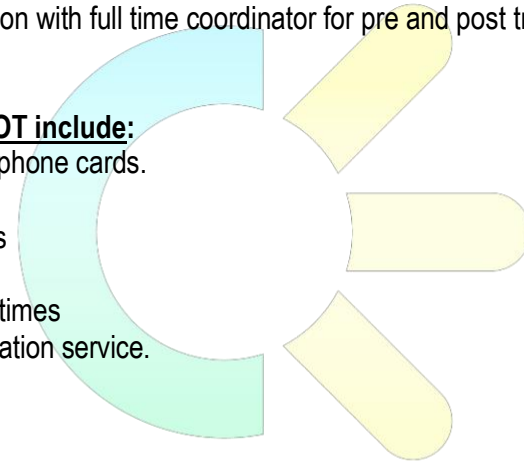 on with full time coordinator for pre and post tr
OT include:
phone cards.
s
times
ation service.